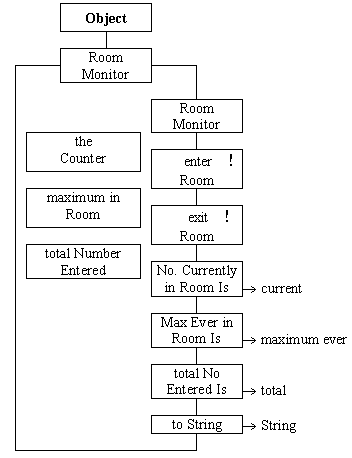 Object
Room
Monitor
Room
Monitor
the
Counter
enter !
Room
maximum in
Room
exit !
Room
total Number
Entered
No. Currently
in Room Is
current
Max Ever in
Room Is
maximum ever
total No
Entered Is
total
to String
String